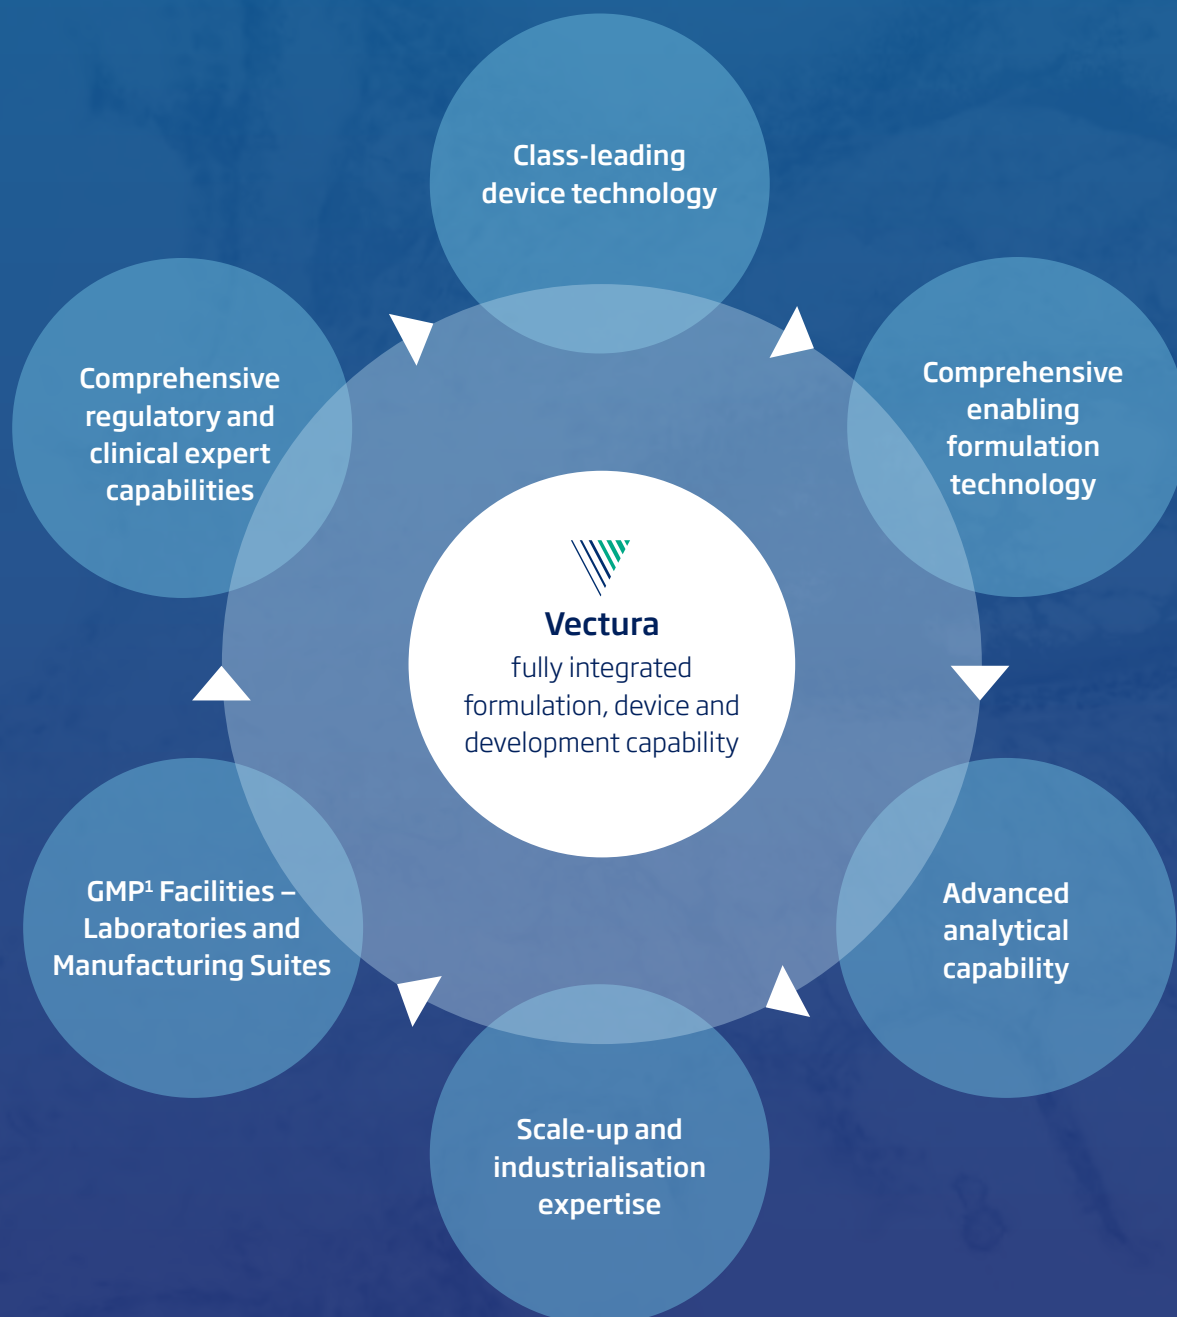 Class-leading
device technology
Comprehensive
enabling
formulation
technology
Advanced
analytical
capability
Scale-up and
industrialisation
expertise
GMP¹ Facilities –
Laboratories and
Manufacturing Suites
Comprehensive
regulatory and
clinical expert
capabilities
Vectura
fully integrated
formulation, device and
development capability